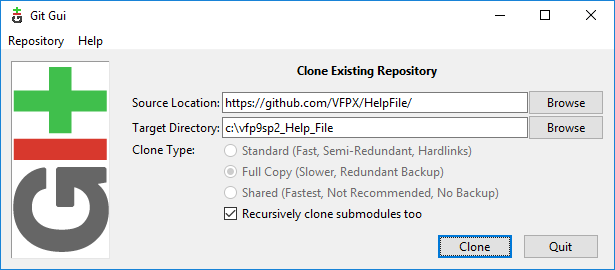 Git Gui
Repository Help
Clone Existing Repository
Source Location: https://github.com/VFPX/HelpFile/ Browse
Target Directory: c:\vfp9sp2_Help_File Browse
Clone Type: Standard (Fast, Semi-Redundant, Hardlinks)
Full Copy (Slower, Redundant Backup)
Shared (Fastest, Not Recommended, No Backup)
Recursively clone submodules too
Clone Quit